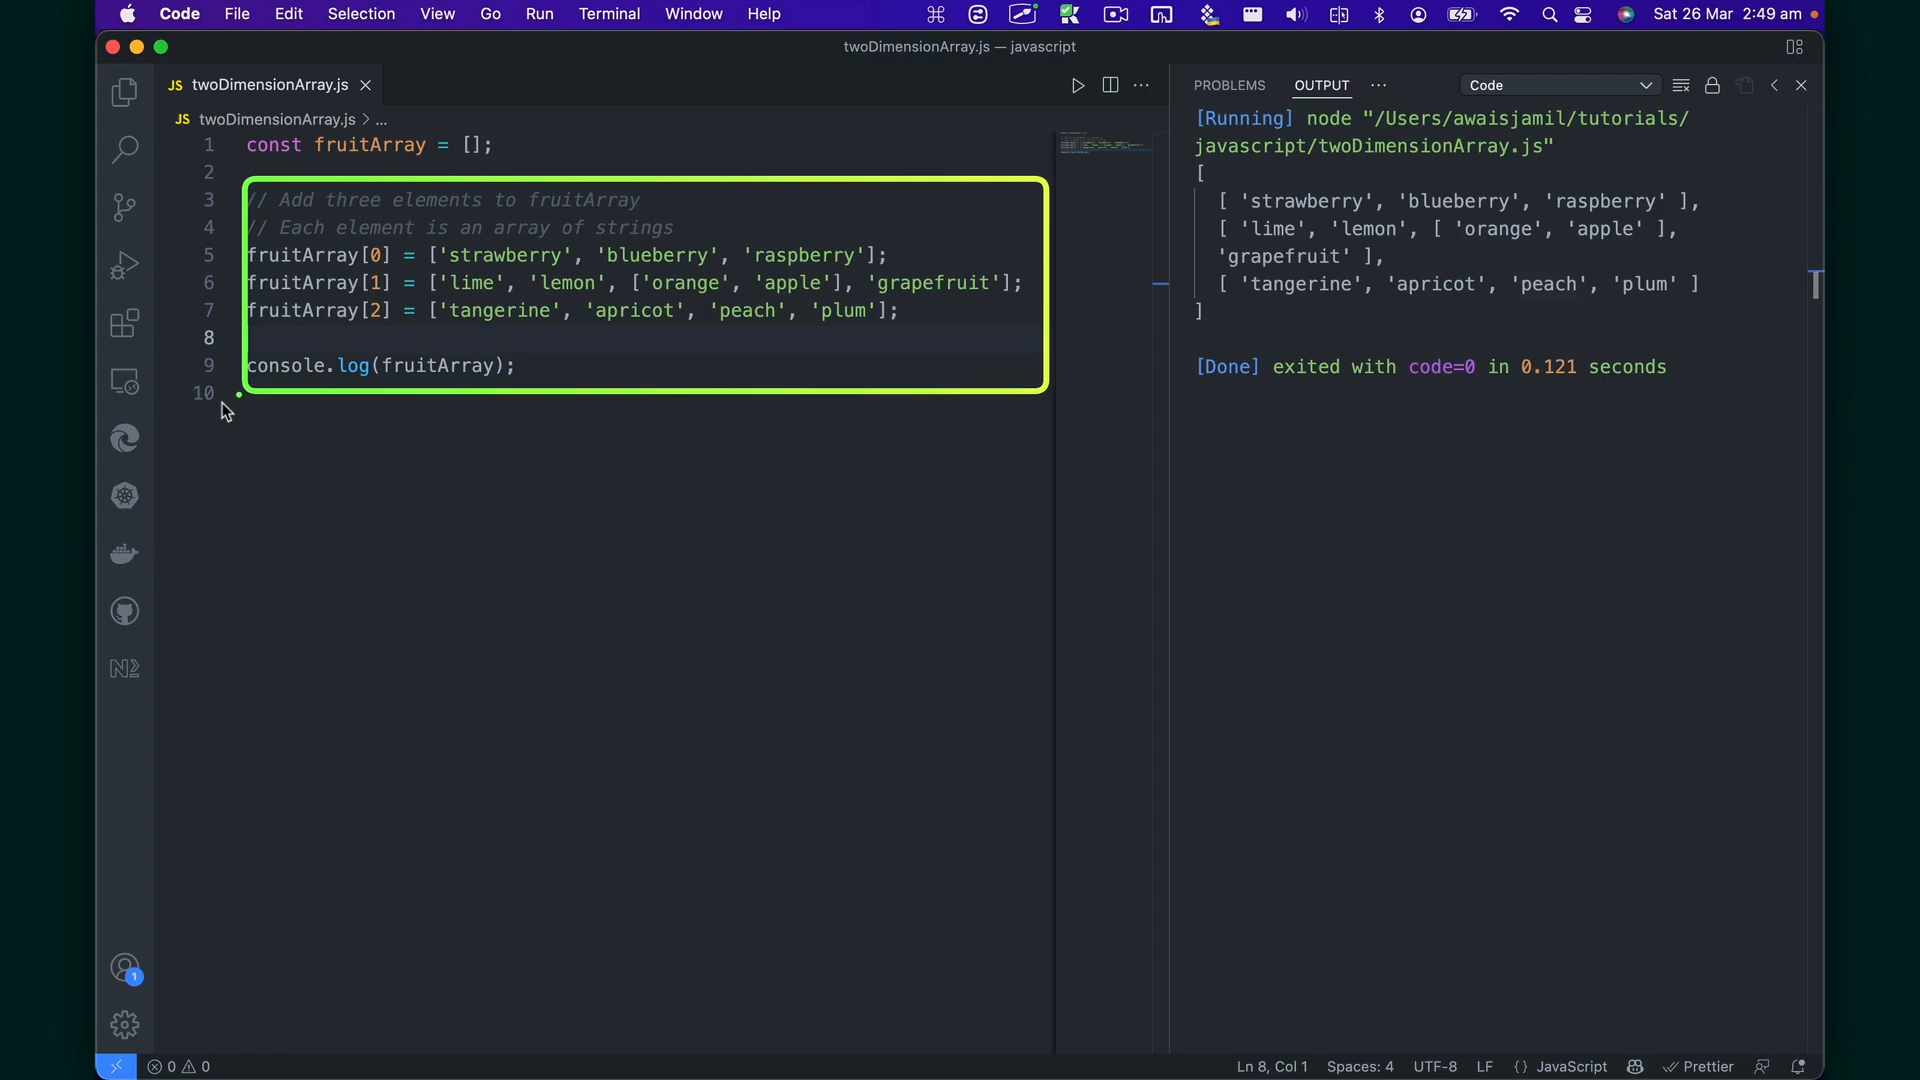 Code File Edit Selection View Go Run Terminal Window Help Sat 26 Mar 2:49 am
twoDimensionArray.js — javascript
JS twoDimensionArray.js
JS twoDimensionArray.js > ...
1 const fruitArray = [];
2
3 // Add three elements to fruitArray
4 // Each element is an array of strings
5 fruitArray[0] = ['strawberry', 'blueberry', 'raspberry'];
6 fruitArray[1] = ['lime', 'lemon', ['orange', 'apple'], 'grapefruit'];
7 fruitArray[2] = ['tangerine', 'apricot', 'peach', 'plum'];
8
9 console.log(fruitArray);
10
PROBLEMS OUTPUT ... Code
[Running] node "/Users/awaisjamil/tutorials/
javascript/twoDimensionArray.js"
[
[ 'strawberry', 'blueberry', 'raspberry' ],
[ 'lime', 'lemon', [ 'orange', 'apple' ],
'grapefruit' ],
[ 'tangerine', 'apricot', 'peach', 'plum' ]
]
[Done] exited with code=0 in 0.121 seconds
1
0 0 Ln 8, Col 1 Spaces: 4 UTF-8 LF {} JavaScript Prettier